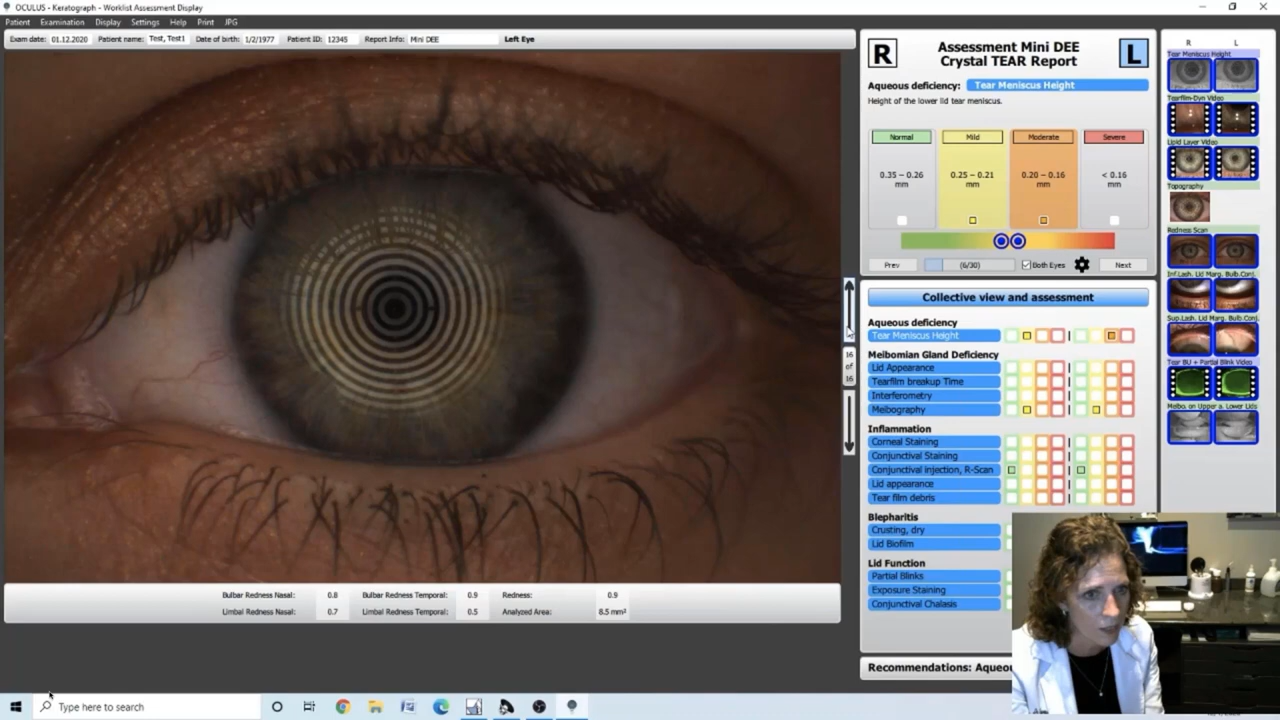 OCULUS - Keratograph - Worklist Assessment Display
Patient Examination Display Settings Help Print JPG
Exam date: 01.12.2020 Patient name: Test, Test1 Date of birth: 1/2/1977 Patient ID: 12345 Report Info: Mini DEE Left Eye
R Assessment Mini DEE L
Crystal TEAR Report
Aqueous deficiency: Tear Meniscus Height
Height of the lower lid tear meniscus.
Normal Mild Moderate Severe
0.35 – 0.26 mm 0.25 – 0.21 mm 0.20 – 0.16 mm < 0.16 mm
Prev (6/30) Both Eyes Next
Collective view and assessment
Aqueous deficiency
Tear Meniscus Height
Meibomian Gland Deficiency
Lid Appearance
Tearfilm breakup Time
Interferometry
Meibography
Inflammation
Corneal Staining
Conjunctival Staining
Conjunctival injection, R-Scan
Lid appearance
Tear film debris
Blepharitis
Crusting, dry
Lid Biofilm
Lid Function
Partial Blinks
Exposure Staining
Conjunctival Chalasis
Recommendations: Aqueo
R L
Tear Meniscus Height
Tearfilm-Dyn Video
Lipid Layer Video
Topography
Redness Scan
Inf.Lash. Lid Marg. Bulb.Conj.
Sup.Lash. Lid Marg. Bulb.Conj.
Tear BU + Partial Blink Video
Meibo. on Upper a. Lower Lids
16
of
16
Bulbar Redness Nasal: 0.8 Bulbar Redness Temporal: 0.9 Redness: 0.9
Limbal Redness Nasal: 0.7 Limbal Redness Temporal: 0.5 Analyzed Area: 8.5 mm²
Type here to search